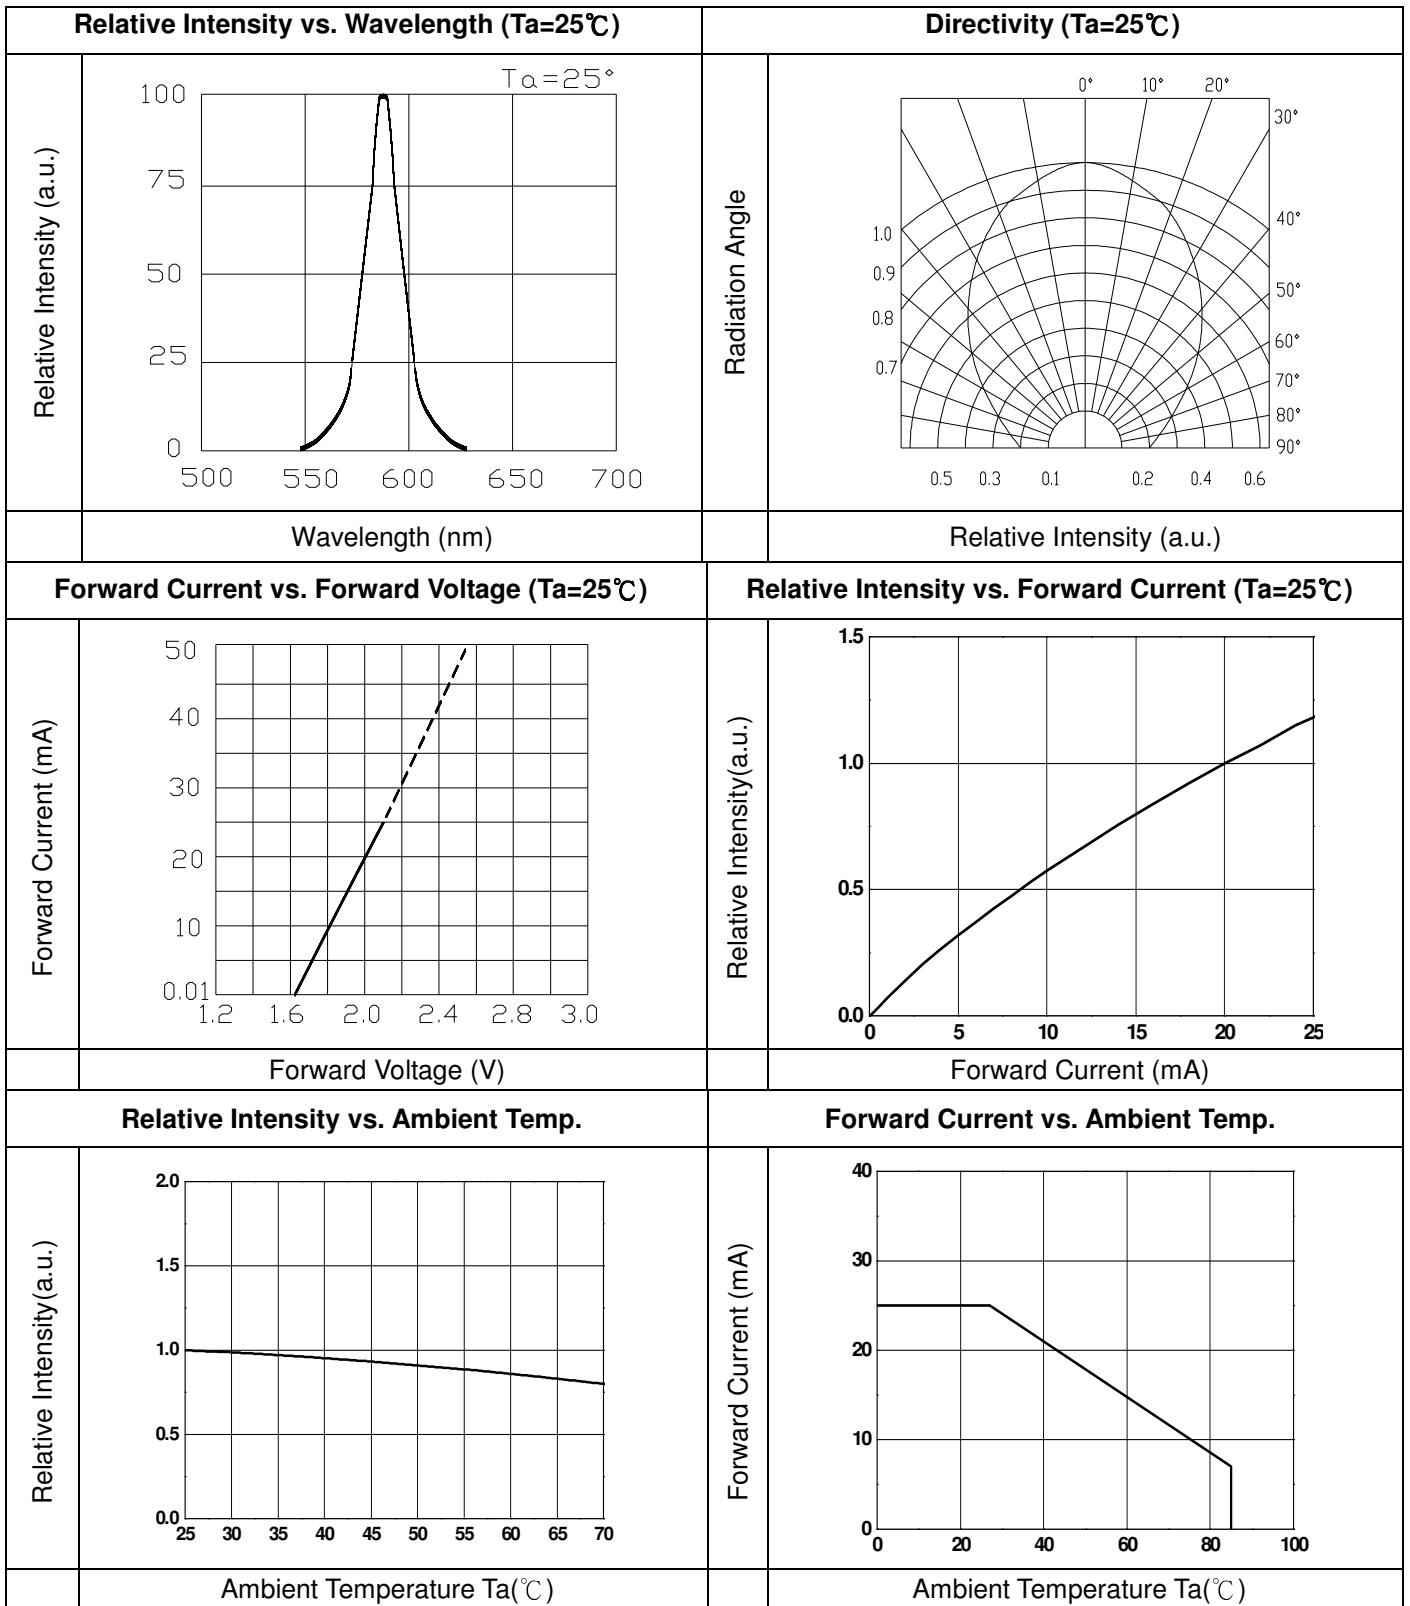 Relative Intensity vs. Wavelength (Ta=25℃)
Directivity (Ta=25℃)
Relative Intensity (a.u.)
Ta=25°
100
75
50
25
0
500 550 600 650 700
Wavelength (nm)
Radiation Angle
0° 10° 20°
30°
40°
50°
60°
70°
80°
90°
1.0
0.9
0.8
0.7
0.5 0.3 0.1 0.2 0.4 0.6
Relative Intensity (a.u.)
Forward Current vs. Forward Voltage (Ta=25℃)
Relative Intensity vs. Forward Current (Ta=25℃)
Forward Current (mA)
50
40
30
20
10
0.01
1.2 1.6 2.0 2.4 2.8 3.0
Forward Voltage (V)
Relative Intensity(a.u.)
1.5
1.0
0.5
0.0
0 5 10 15 20 25
Forward Current (mA)
Relative Intensity vs. Ambient Temp.
Forward Current vs. Ambient Temp.
Relative Intensity(a.u.)
2.0
1.5
1.0
0.5
0.0
25 30 35 40 45 50 55 60 65 70
Ambient Temperature Ta(℃)
Forward Current (mA)
40
30
20
10
0
0 20 40 60 80 100
Ambient Temperature Ta(℃)